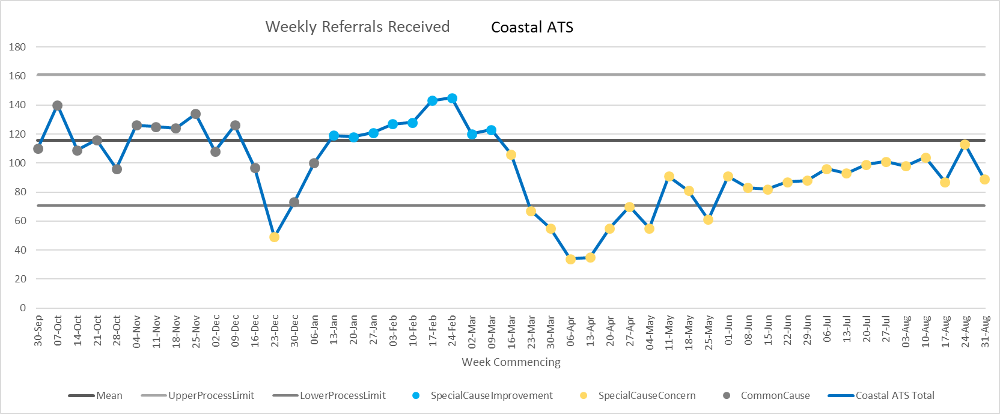 Weekly Referrals Received Coastal ATS
180
160
140
120
100
80
60
40
20
0
30-Sep 07-Oct 14-Oct 21-Oct 28-Oct 04-Nov 11-Nov 18-Nov 25-Nov 02-Dec 09-Dec 16-Dec 23-Dec 30-Dec 06-Jan 13-Jan 20-Jan 27-Jan 03-Feb 10-Feb 17-Feb 24-Feb 02-Mar 09-Mar 16-Mar 23-Mar 30-Mar 06-Apr 13-Apr 20-Apr 27-Apr 04-May 11-May 18-May 25-May 01-Jun 08-Jun 15-Jun 22-Jun 29-Jun 06-Jul 13-Jul 20-Jul 27-Jul 03-Aug 10-Aug 17-Aug 24-Aug 31-Aug
Week Commencing
Mean UpperProcessLimit LowerProcessLimit SpecialCauseImprovement SpecialCauseConcern CommonCause Coastal ATS Total